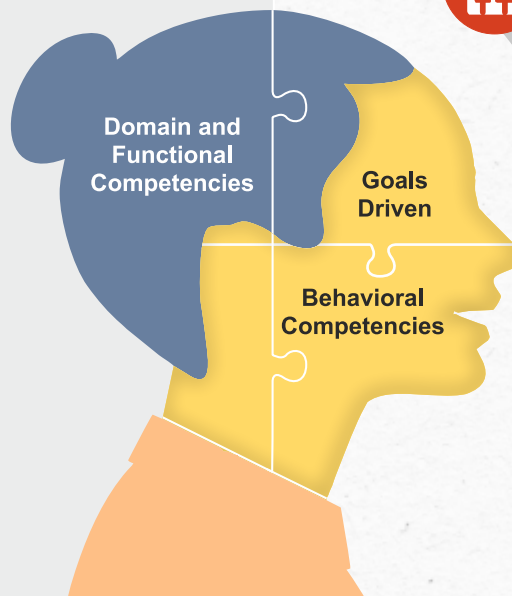 Domain and
Functional
Competencies
Goals
Driven
Behavioral
Competencies